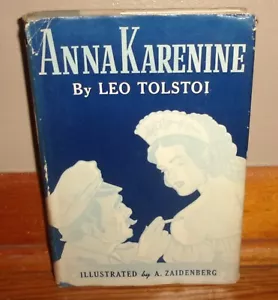 ANNA KARENINE
By LEO TOLSTOI
ILLUSTRATED by A. ZAIDENBERG